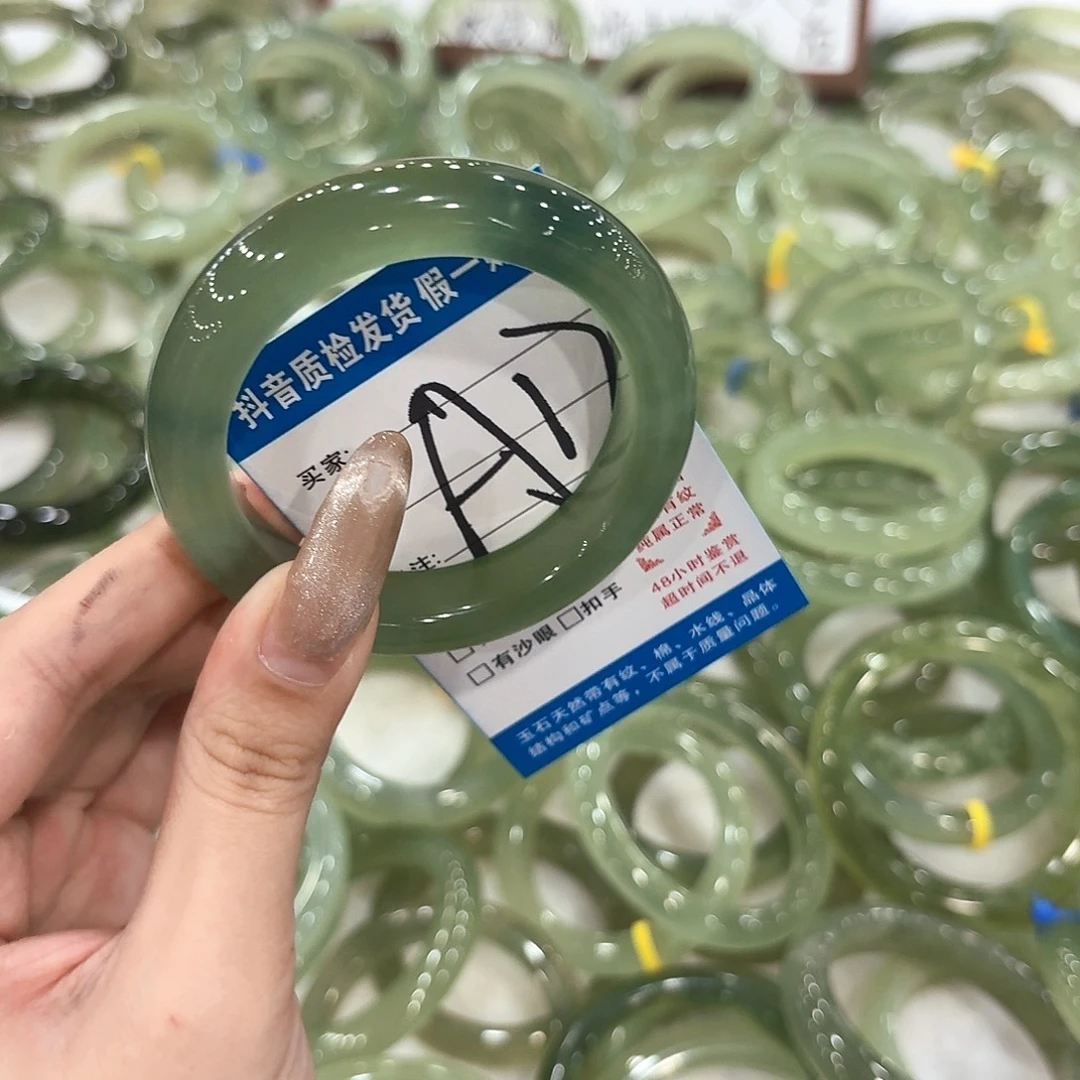 抖音质检发货 假一
买家:
A17
注:
有纹
纯属正常
48小时鉴赏
超时间不退
扣手
有沙眼
玉石天然带有纹、棉、水线、晶体
结构和矿点等，不属于质量问题。